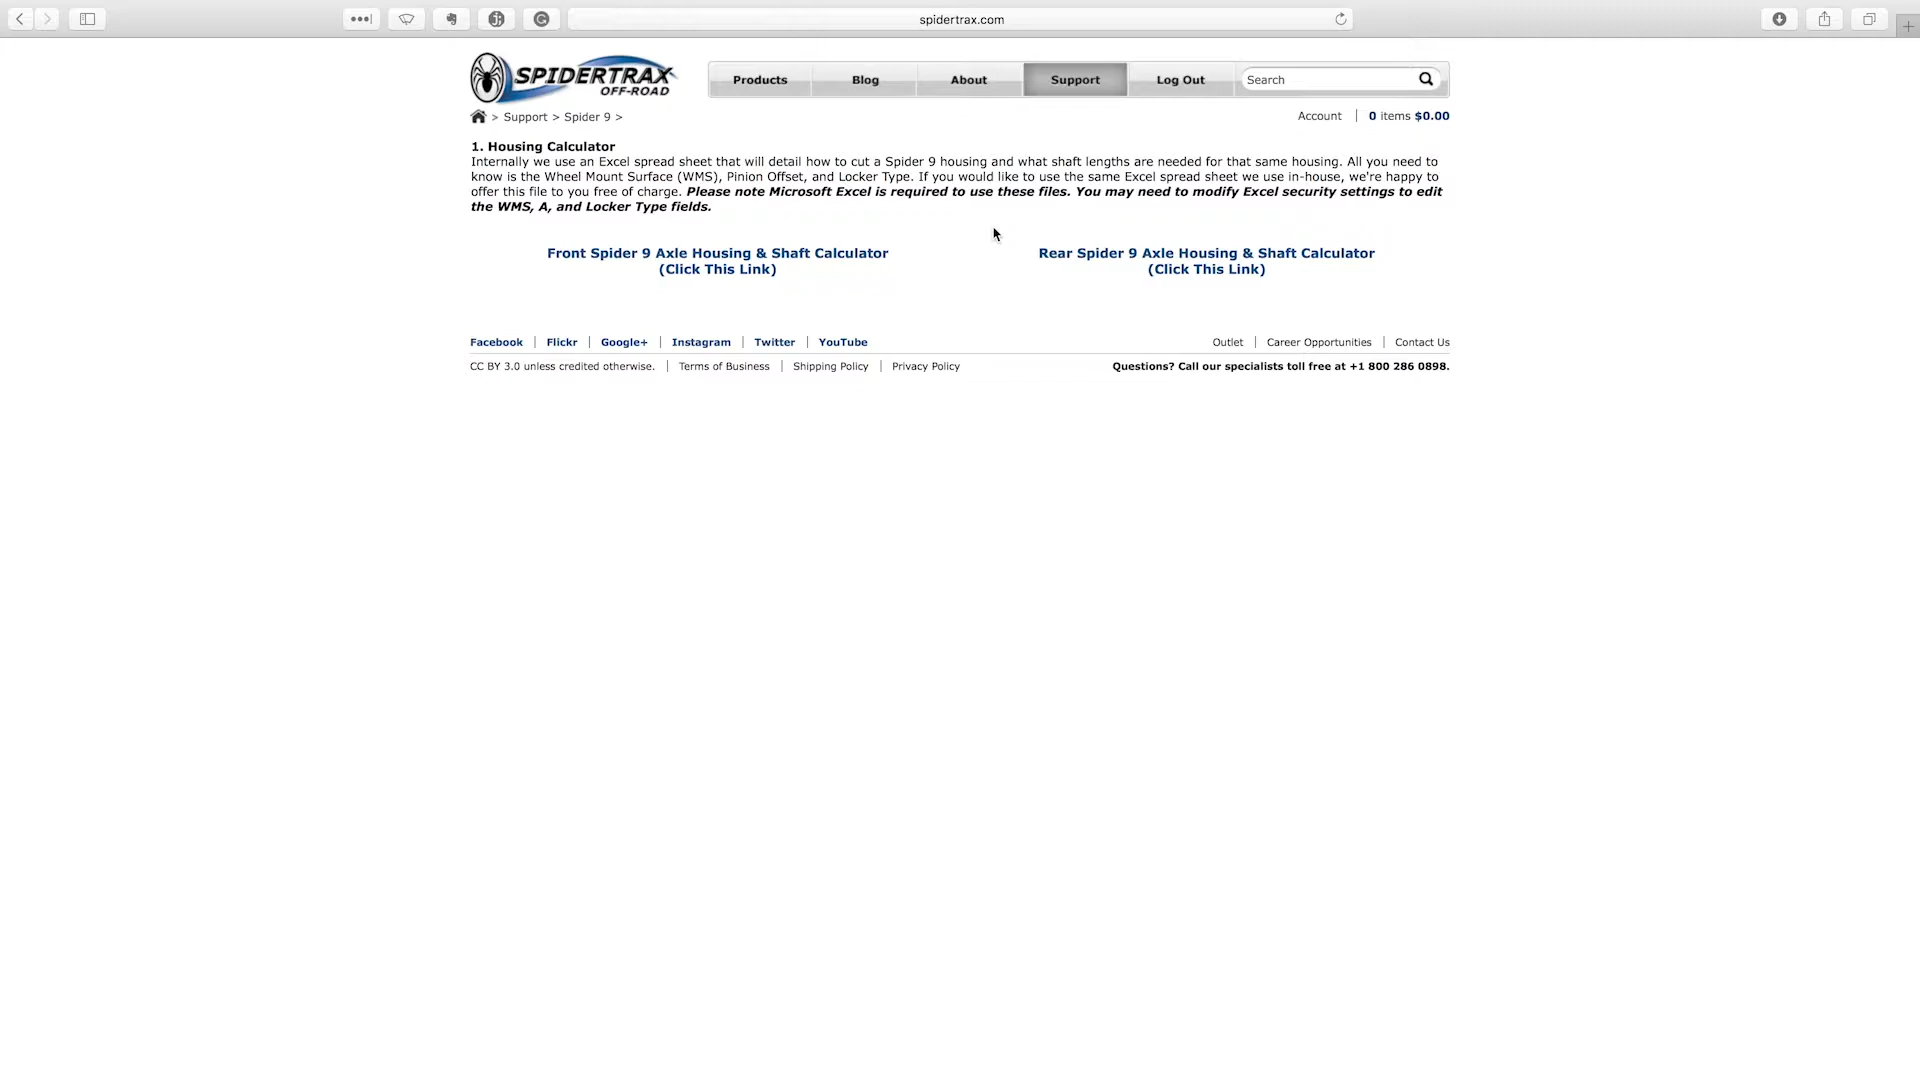 spidertrax.com
SPIDERTRAX
OFF-ROAD
Products
Blog
About
Support
Log Out
Search
> Support > Spider 9 >
Account
0 items $0.00
1. Housing Calculator
Internally we use an Excel spread sheet that will detail how to cut a Spider 9 housing and what shaft lengths are needed for that same housing. All you need to
know is the Wheel Mount Surface (WMS), Pinion Offset, and Locker Type. If you would like to use the same Excel spread sheet we use in-house, we're happy to
offer this file to you free of charge. Please note Microsoft Excel is required to use these files. You may need to modify Excel security settings to edit
the WMS, A, and Locker Type fields.
Front Spider 9 Axle Housing & Shaft Calculator
(Click This Link)
Rear Spider 9 Axle Housing & Shaft Calculator
(Click This Link)
Facebook | Flickr | Google+ | Instagram | Twitter | YouTube
Outlet | Career Opportunities | Contact Us
CC BY 3.0 unless credited otherwise. | Terms of Business | Shipping Policy | Privacy Policy
Questions? Call our specialists toll free at +1 800 286 0898.